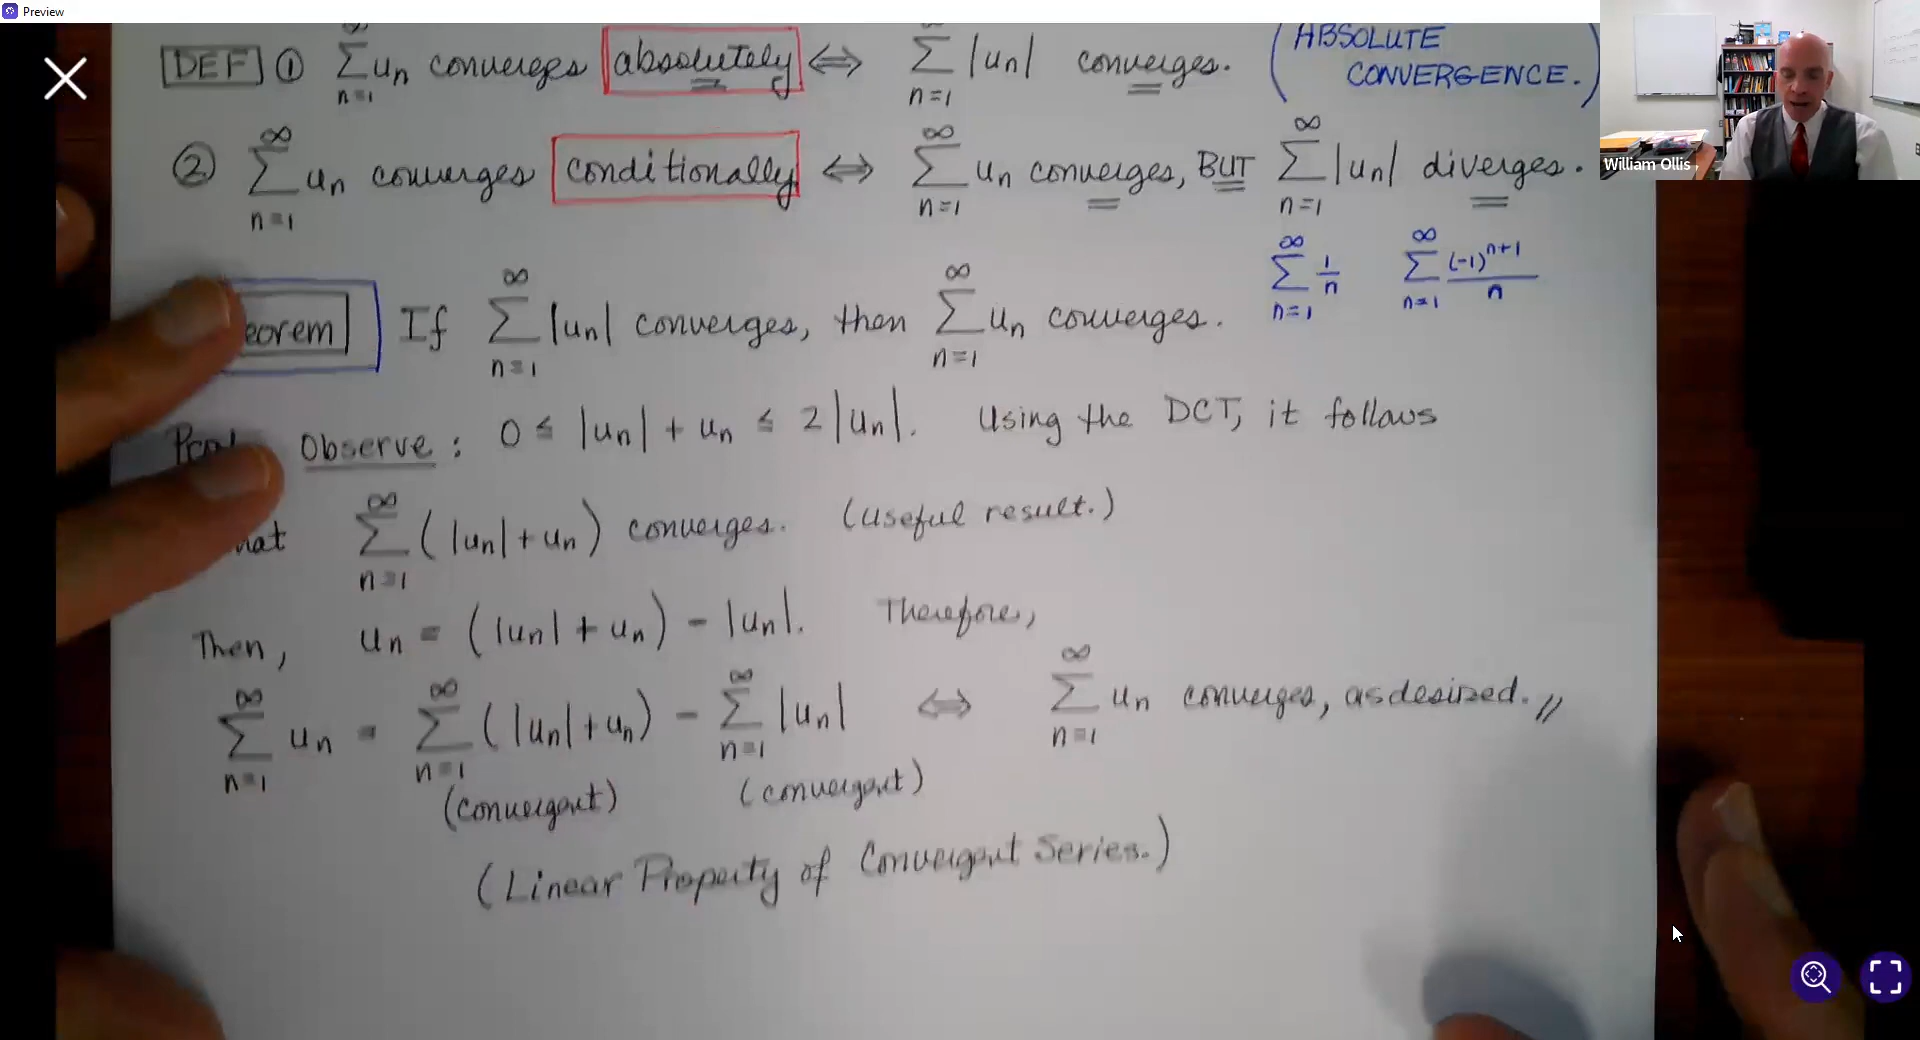 Preview
DEF ① ∞∑n=1 un converges absolutely ⟺ ∑n=1 |un| converges. (ABSOLUTE
CONVERGENCE.)
② ∞∑n=1 un converges conditionally ⟺ ∞∑n=1 un converges, BUT ∞∑n=1 |un| diverges.
William Ollis
∞∑n=1 1/n ∞∑n=1 (-1)^(n+1)/n
eorem If ∞∑n=1 |un| converges, then ∞∑n=1 un converges.
Observe: 0 ≤ |un| + un ≤ 2|un|. Using the DCT, it follows
hat ∞∑n=1 (|un| + un) converges. (useful result.)
Then, un = (|un| + un) - |un|. Therefore,
∞∑n=1 un = ∞∑n=1 (|un| + un) - ∞∑n=1 |un| ⟺ ∞∑n=1 un converges, as desired. //
(convergent) (convergent)
(Linear Property of Convergent Series.)